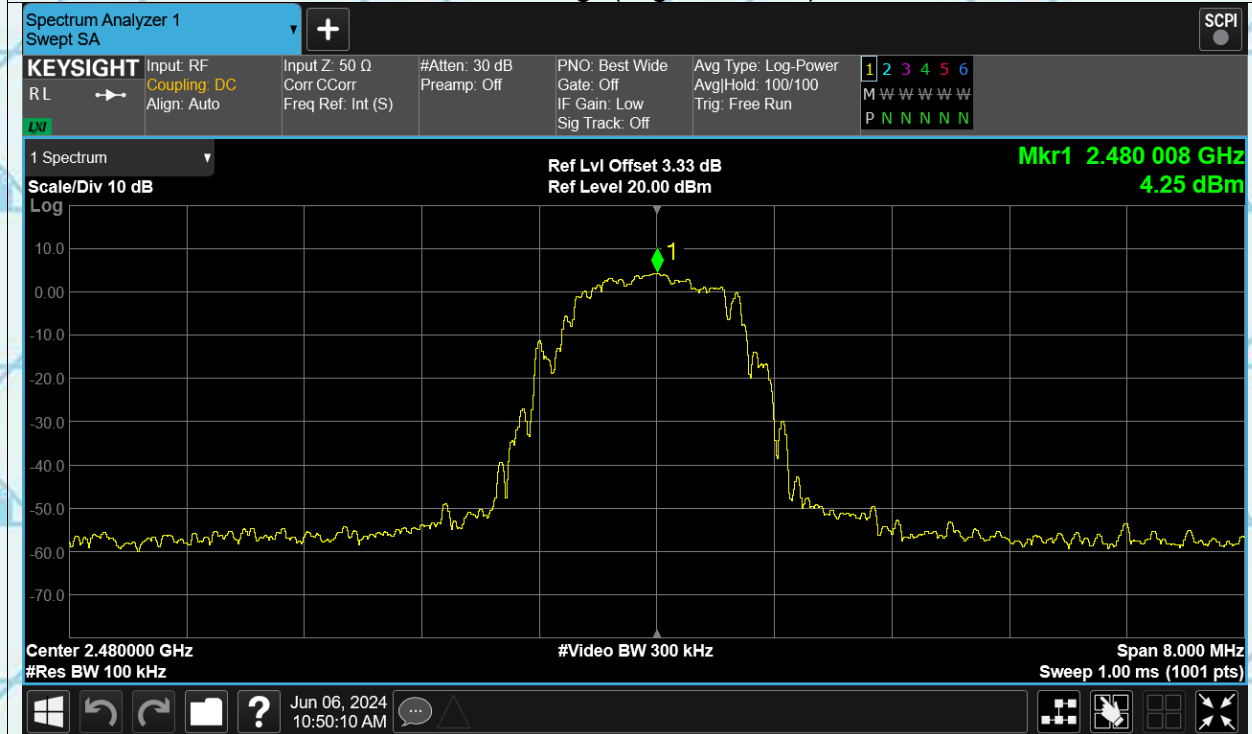 Spectrum Analyzer 1
Swept SA
SCPI
KEYSIGHT
RL
LXI
Input: RF
Coupling: DC
Align: Auto
Input Z: 50 Ω
Corr CCorr
Freq Ref: Int (S)
#Atten: 30 dB
Preamp: Off
PNO: Best Wide
Gate: Off
IF Gain: Low
Sig Track: Off
Avg Type: Log-Power
Avg|Hold: 100/100
Trig: Free Run
1 2 3 4 5 6
M W W W W W
P N N N N N
1 Spectrum
Scale/Div 10 dB
Log
Ref Lvl Offset 3.33 dB
Ref Level 20.00 dBm
Mkr1 2.480 008 GHz
4.25 dBm
1
10.0
0.00
-10.0
-20.0
-30.0
-40.0
-50.0
-60.0
-70.0
Center 2.480000 GHz
#Res BW 100 kHz
#Video BW 300 kHz
Span 8.000 MHz
Sweep 1.00 ms (1001 pts)
?
Jun 06, 2024
10:50:10 AM